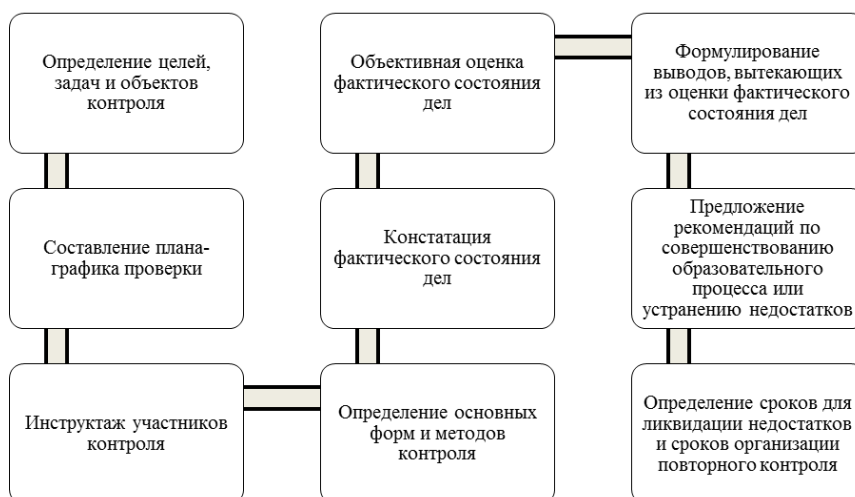 Определение целей,
задач и объектов
контроля
Составление плана-
графика проверки
Инструктаж участников
контроля
Определение основных
форм и методов
контроля
Констатация
фактического состояния
дел
Объективная оценка
фактического состояния
дел
Формулирование
выводов, вытекающих
из оценки фактического
состояния дел
Предложение
рекомендаций по
совершенствованию
образовательного
процесса или
устранению недостатков
Определение сроков для
ликвидации недостатков
и сроков организации
повторного контроля